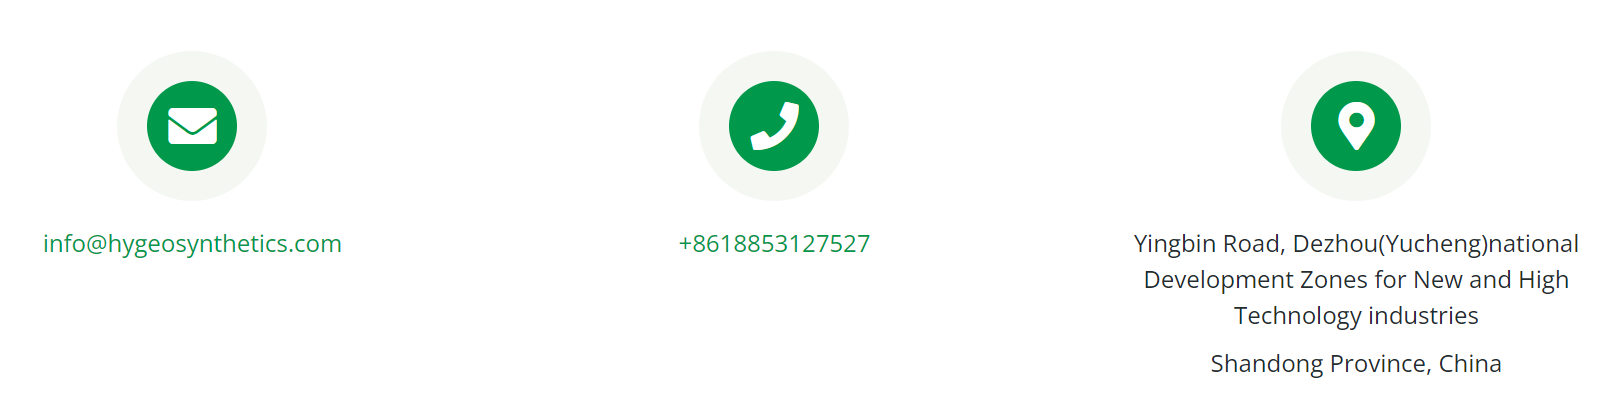 info@hygeosynthetics.com
+8618853127527
Yingbin Road, Dezhou(Yucheng)national
Development Zones for New and High
Technology industries
Shandong Province, China